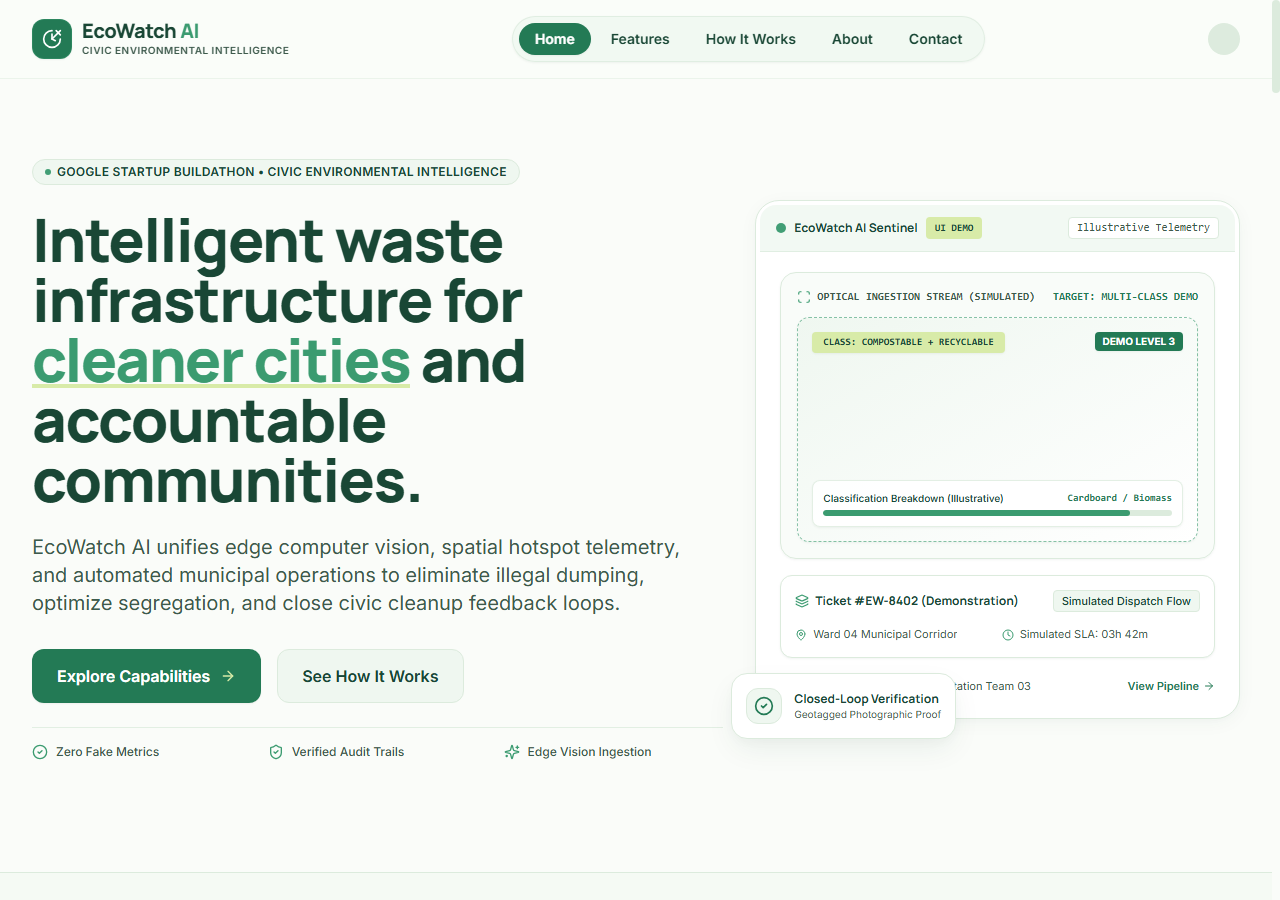 EcoWatch AI
CIVIC ENVIRONMENTAL INTELLIGENCE
Home
Features
How It Works
About
Contact
GOOGLE STARTUP BUILDATHON • CIVIC ENVIRONMENTAL INTELLIGENCE
Intelligent waste
infrastructure for
cleaner cities and
accountable
communities.
EcoWatch AI unifies edge computer vision, spatial hotspot telemetry,
and automated municipal operations to eliminate illegal dumping,
optimize segregation, and close civic cleanup feedback loops.
Explore Capabilities
See How It Works
Zero Fake Metrics
Verified Audit Trails
Edge Vision Ingestion
EcoWatch AI Sentinel
UI DEMO
Illustrative Telemetry
OPTICAL INGESTION STREAM (SIMULATED)
TARGET: MULTI-CLASS DEMO
CLASS: COMPOSTABLE + RECYCLABLE
DEMO LEVEL 3
Classification Breakdown (Illustrative)
Cardboard / Biomass
Ticket #EW-8402 (Demonstration)
Simulated Dispatch Flow
Ward 04 Municipal Corridor
Simulated SLA: 03h 42m
Team 03
View Pipeline
Closed-Loop Verification
Geotagged Photographic Proof